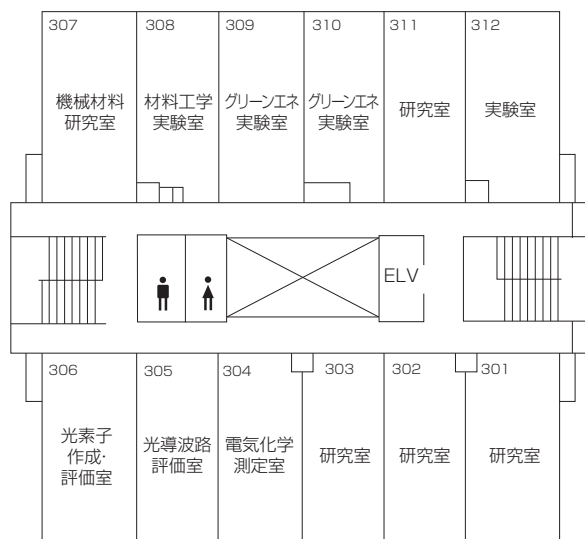 307
機械材料
研究室
308
材料工学
実験室
309
グリーンエネ
実験室
310
グリーンエネ
実験室
311
研究室
312
実験室
ELV
306
光素子
作成・
評価室
305
光導波路
評価室
304
電気化学
測定室
303
研究室
302
研究室
301
研究室